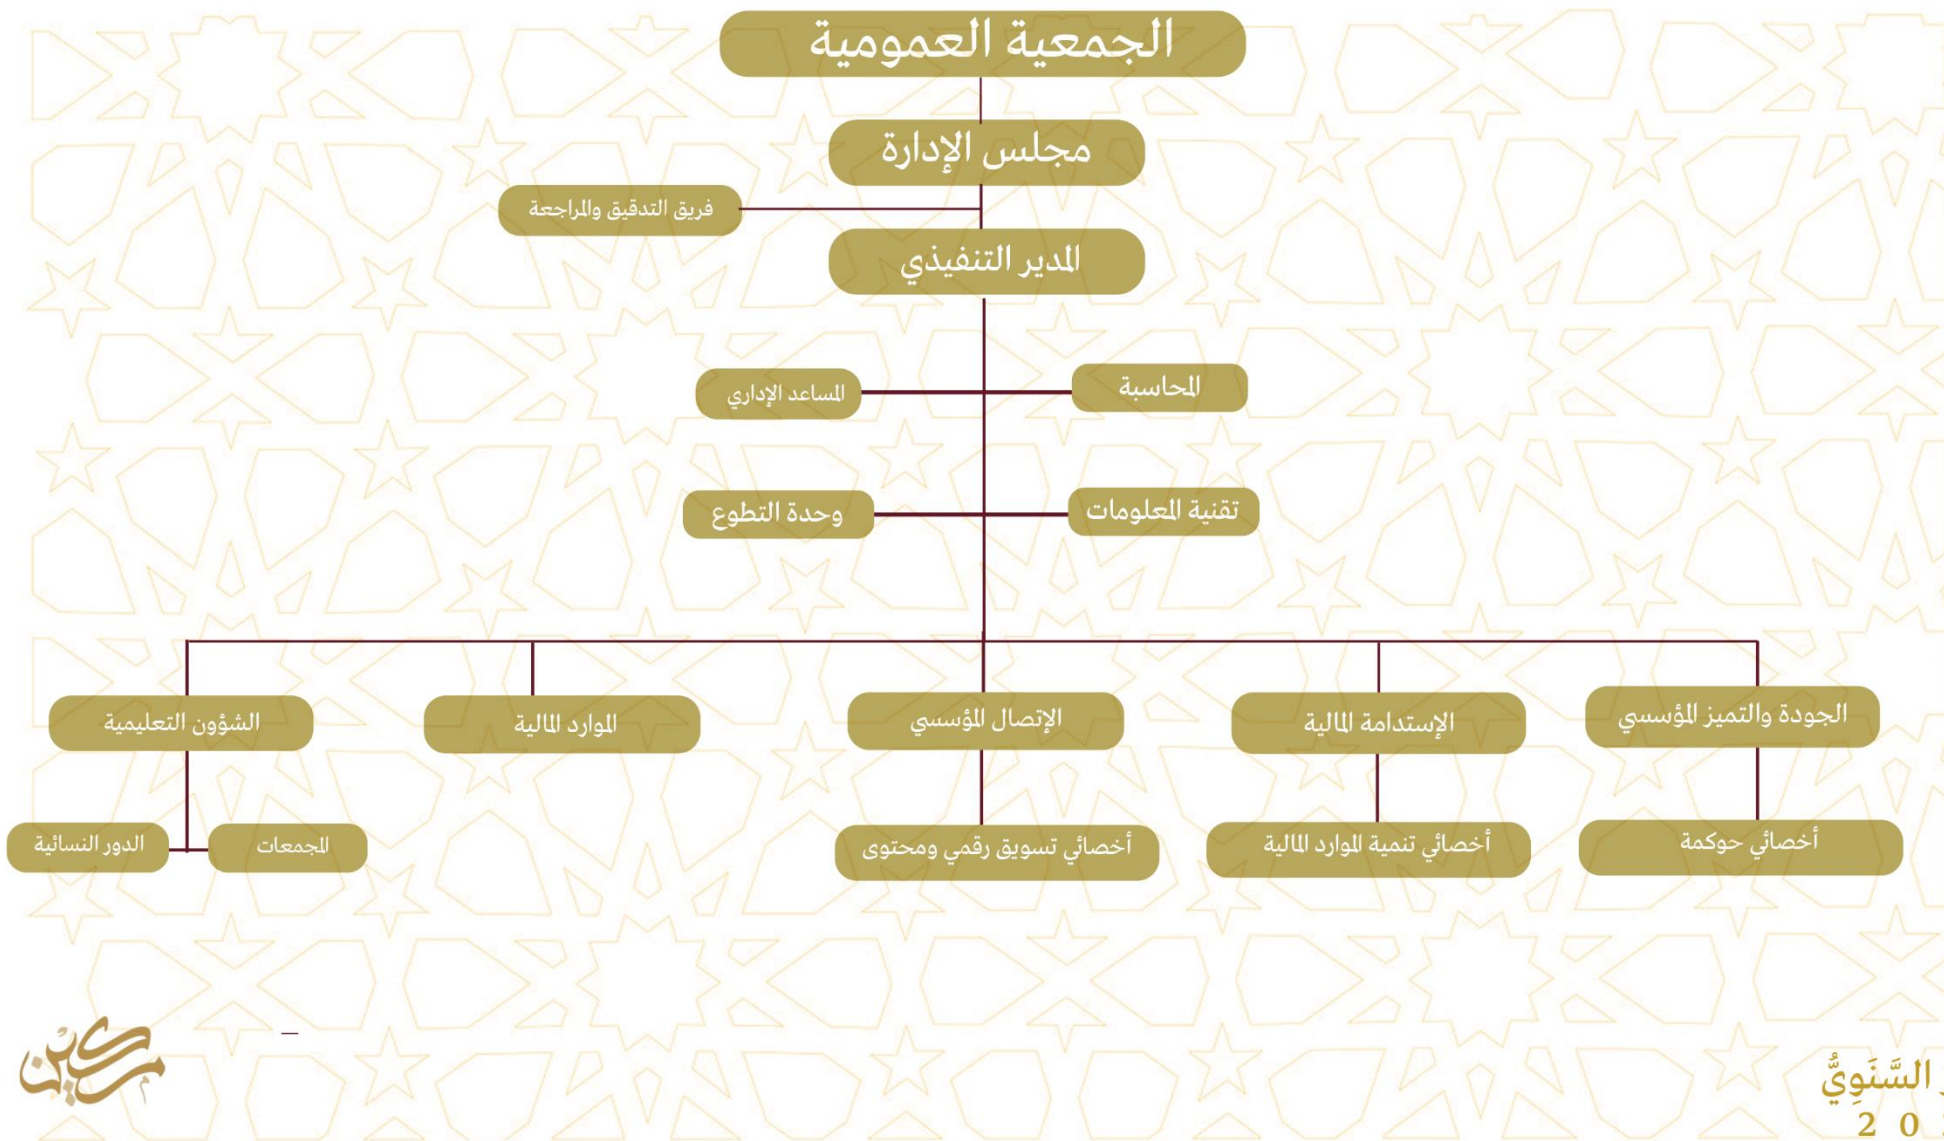 الجمعية العمومية
مجلس الإدارة
فريق التدقيق والمراجعة
المدير التنفيذي
المحاسبة
المساعد الإداري
تقنية المعلومات
وحدة التطوع
الجودة والتميز المؤسسي
الإستدامة المالية
الإتصال المؤسسي
الموارد المالية
الشؤون التعليمية
أخصائي حوكمة
أخصائي تنمية الموارد المالية
أخصائي تسويق رقمي ومحتوى
المجمعات
الدور النسائية
السَّنَوِيُّ
2 0